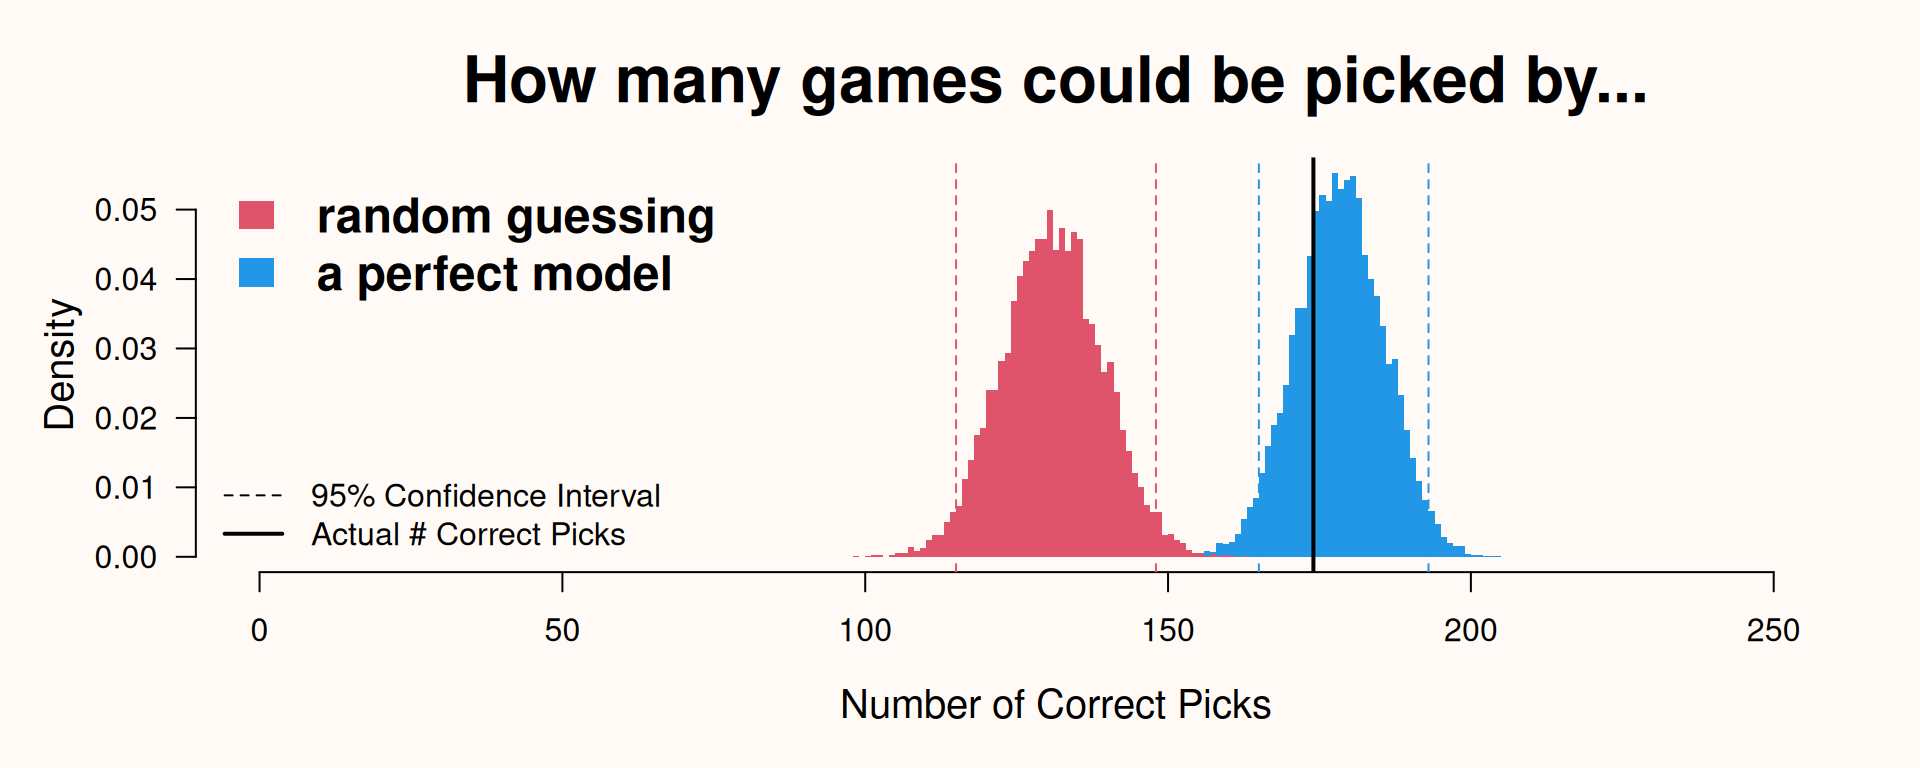 How many games could be picked by...
random guessing
a perfect model
95% Confidence Interval
Actual # Correct Picks
Density
0.05
0.04
0.03
0.02
0.01
0.00
0 50 100 150 200 250
Number of Correct Picks